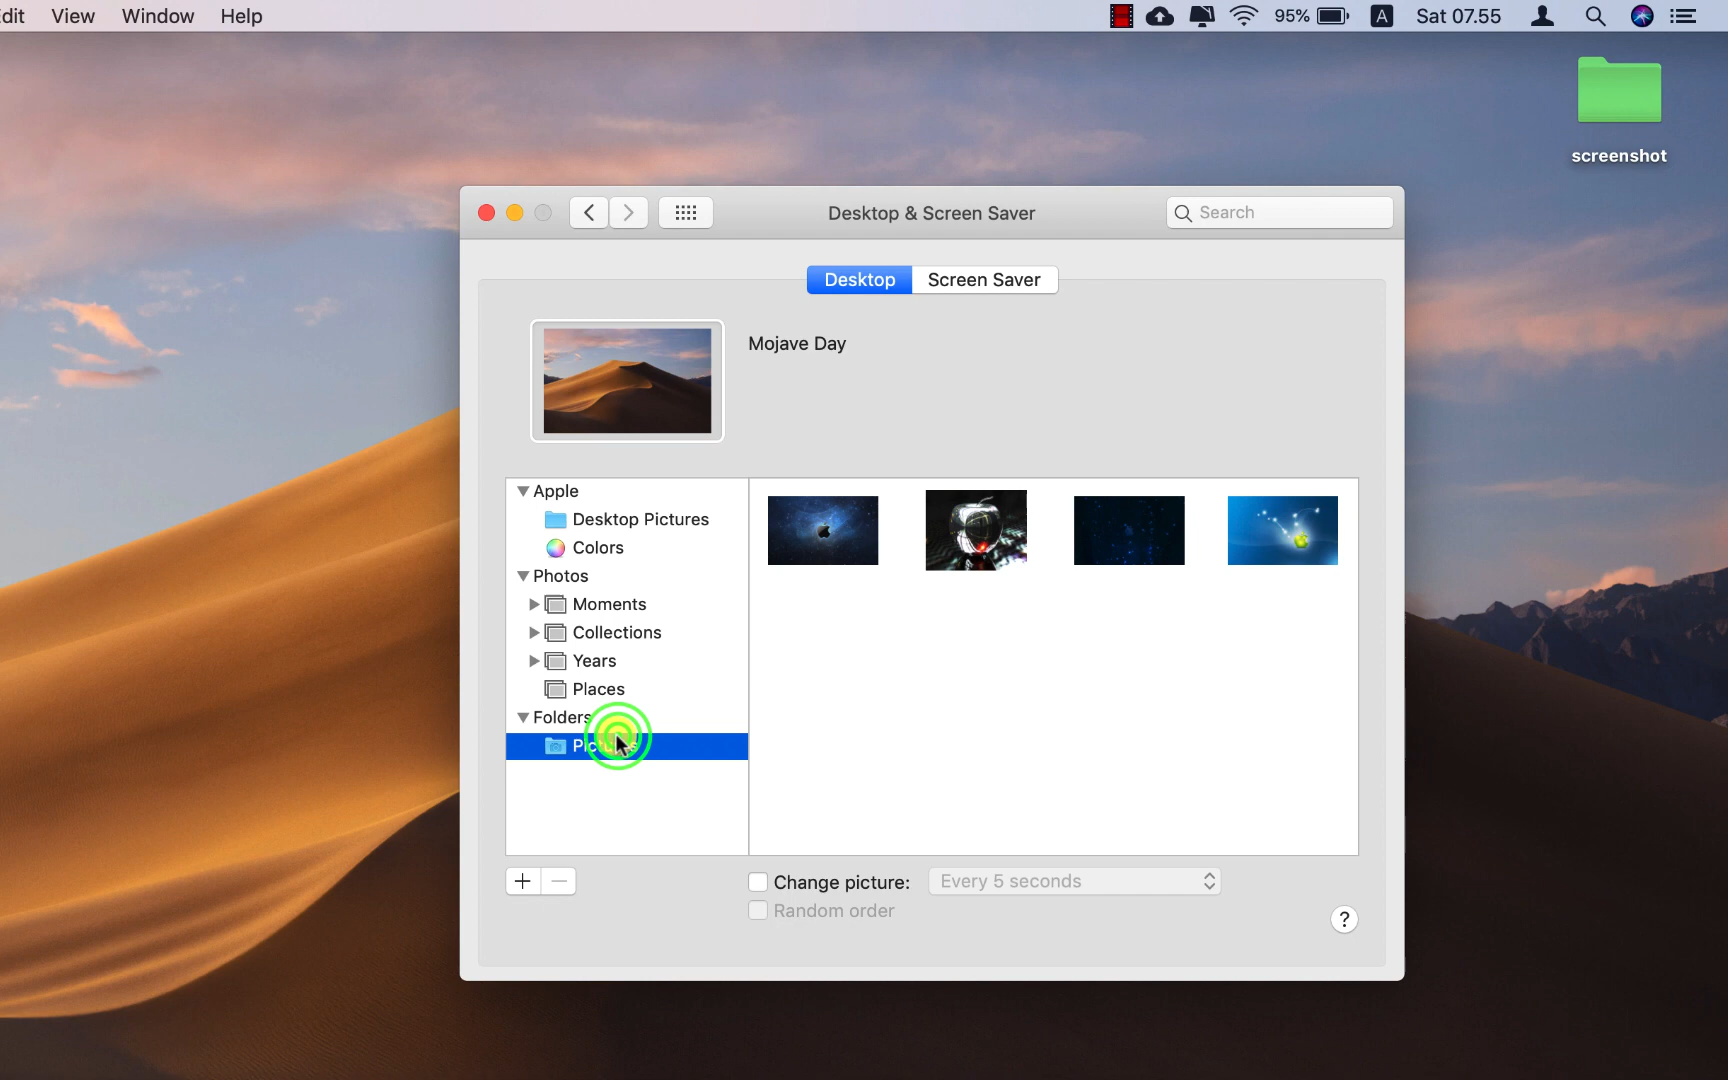 dit View Window Help 95% A Sat 07.55
screenshot
Desktop & Screen Saver
Search
Desktop Screen Saver
Mojave Day
Apple
Desktop Pictures
Colors
Photos
Moments
Collections
Years
Places
Folders
Change picture: Every 5 seconds
Random order
?